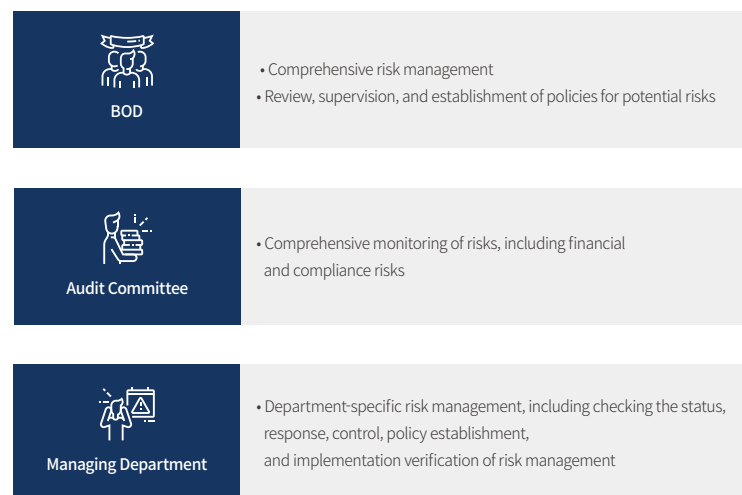 BOD
• Comprehensive risk management
• Review, supervision, and establishment of policies for potential risks
Audit Committee
• Comprehensive monitoring of risks, including financial
and compliance risks
Managing Department
• Department-specific risk management, including checking the status,
response, control, policy establishment,
and implementation verification of risk management